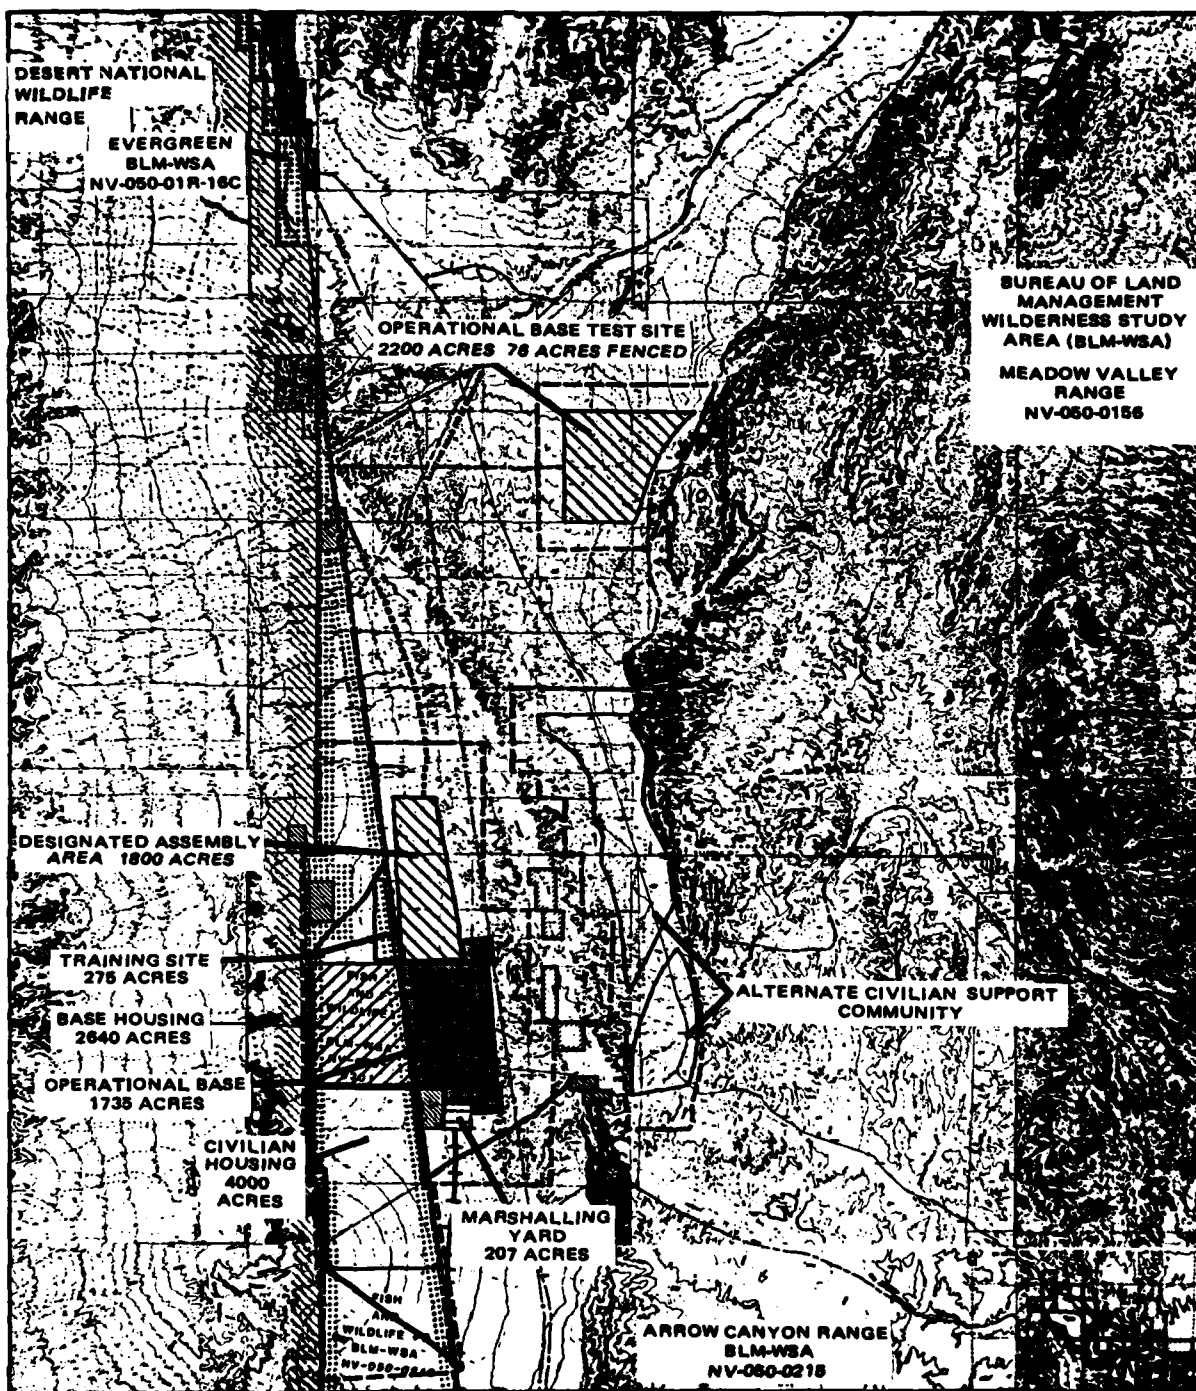 DESERT NATIONAL
WILDLIFE
RANGE
EVERGREEN
BLM-WSA
NV-050-01R-16C
BUREAU OF LAND
MANAGEMENT
WILDERNESS STUDY
AREA (BLM-WSA)
MEADOW VALLEY
RANGE
NV-050-0156
OPERATIONAL BASE TEST SITE
2200 ACRES 76 ACRES FENCED
DESIGNATED ASSEMBLY
AREA 1800 ACRES
TRAINING SITE
275 ACRES
BASE HOUSING
2640 ACRES
OPERATIONAL BASE
1735 ACRES
CIVILIAN
HOUSING
4000
ACRES
FISH
AND
WILDLIFE
ALTERNATE CIVILIAN SUPPORT
COMMUNITY
MARSHALLING
YARD
207 ACRES
FISH
AND
WILDLIFE
BLM-WSA
ARROW CANYON RANGE
BLM-WSA
NV-050-0215